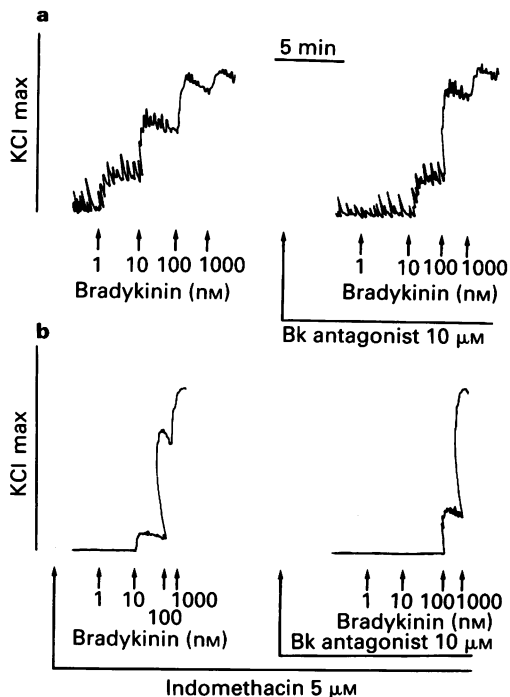 a
5 min
KCl max
1 10 100 1000
Bradykinin (nM)
1 10 100 1000
Bradykinin (nM)
Bk antagonist 10 μM
b
KCl max
1 10 1000
100
Bradykinin (nM)
1 10 100 1000
Bradykinin (nM)
Bk antagonist 10 μM
Indomethacin 5 μM